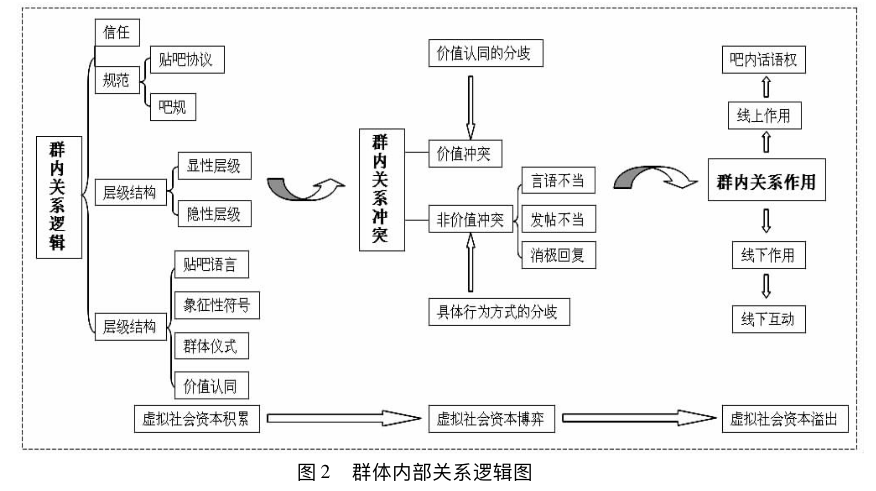 信任
规范
贴吧协议
吧规
群内关系逻辑
层级结构
显性层级
隐性层级
层级结构
贴吧语言
象征性符号
群体仪式
价值认同
价值认同的分歧
群内关系冲突
价值冲突
非价值冲突
言语不当
发帖不当
消极回复
具体行为方式的分歧
吧内话语权
线上作用
群内关系作用
线下作用
线下互动
虚拟社会资本积累
虚拟社会资本博弈
虚拟社会资本溢出
图 2 群体内部关系逻辑图